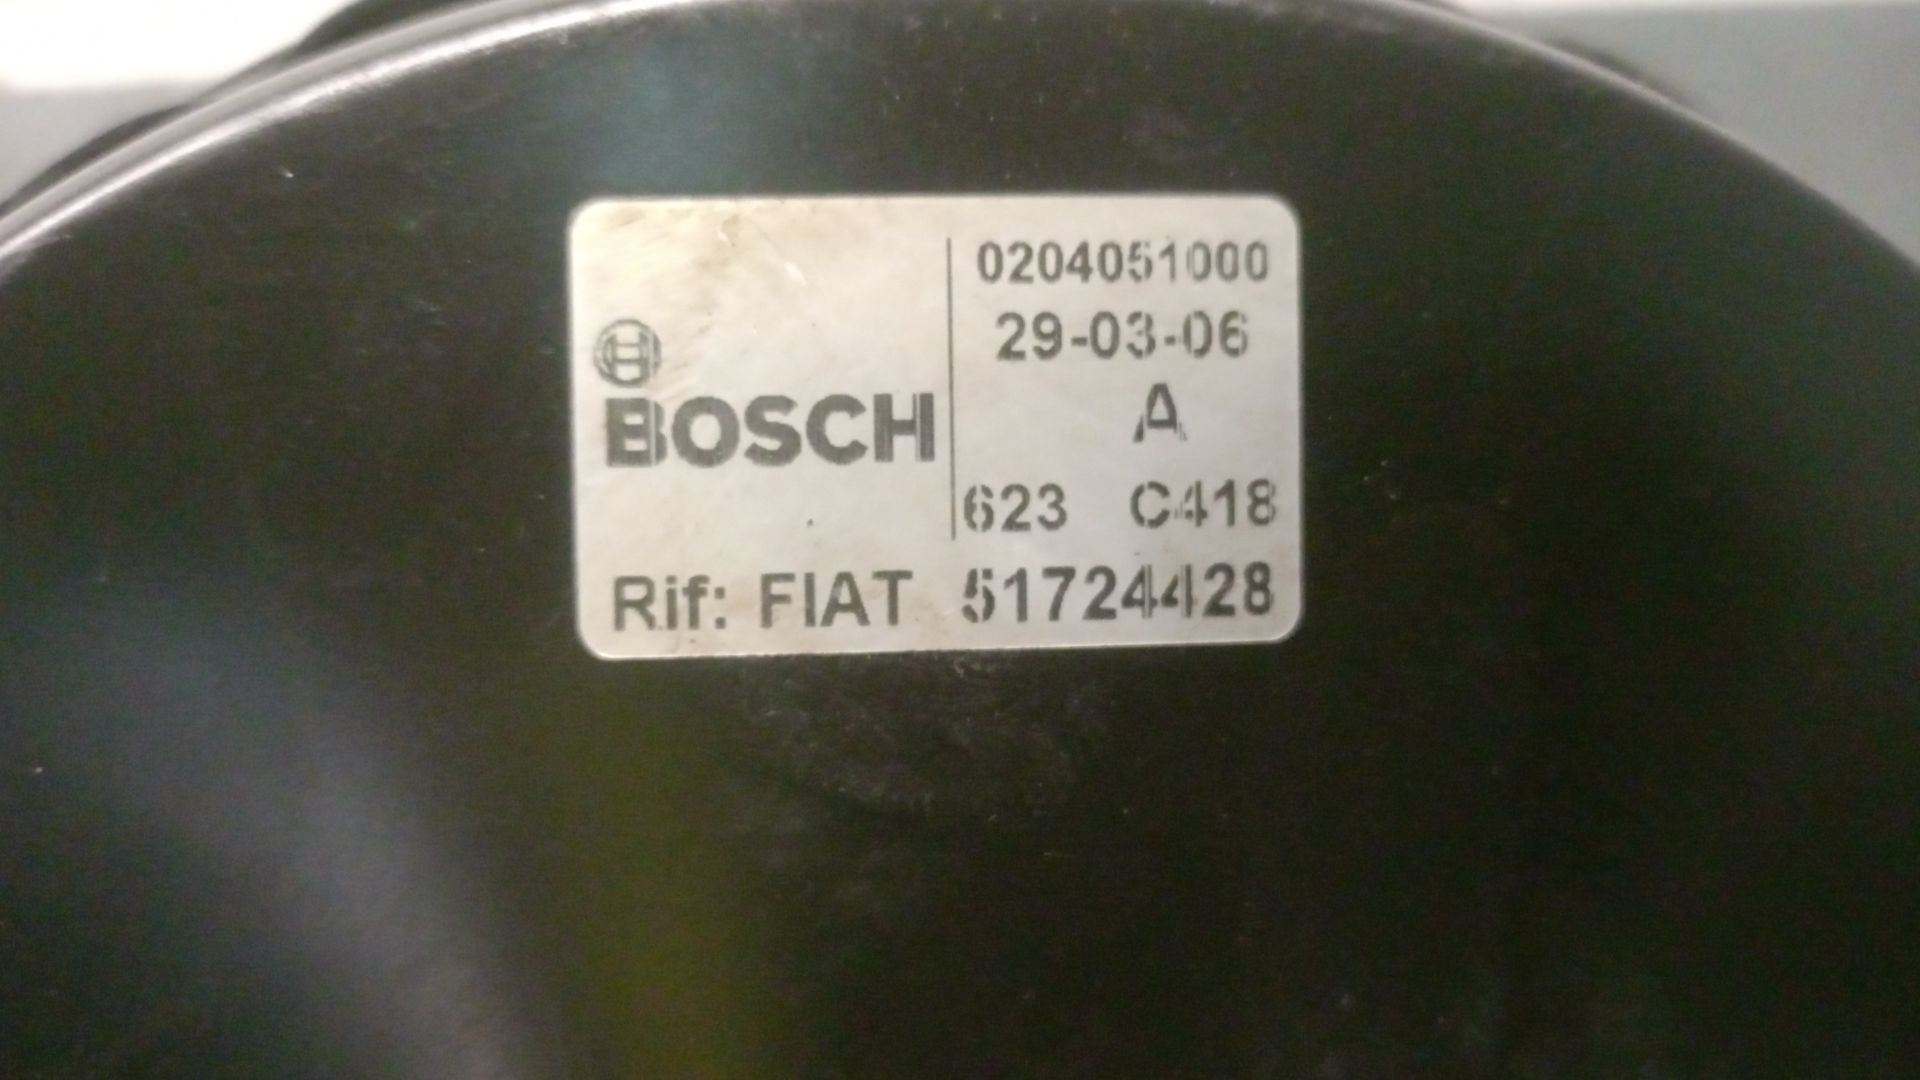 BOSCH
0204051000
29-03-06
A
623 C418
Rif: FIAT 51724428